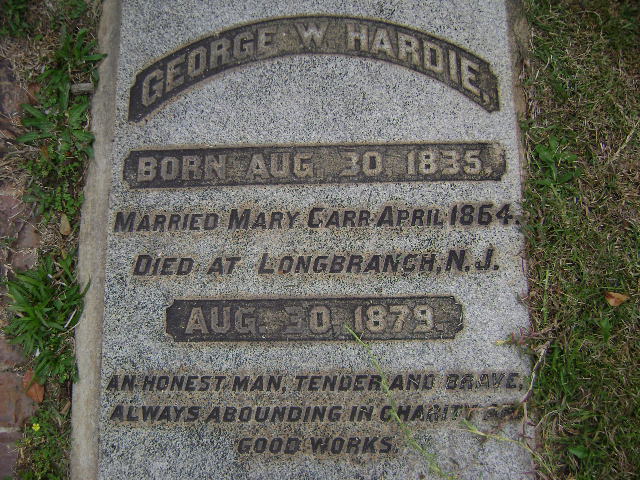 GEORGE W HARDIE,
BORN AUG 30 1835.
MARRIED MARY CARR APRIL 1864.
DIED AT LONGBRANCH, N.J.
AUG. 30, 1879.
AN HONEST MAN, TENDER AND BRAVE,
ALWAYS ABOUNDING IN CHARITY
GOOD WORKS.